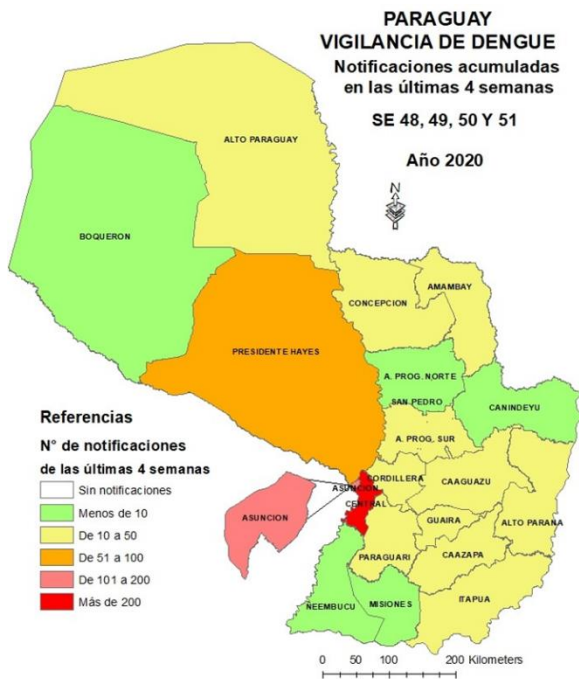 PARAGUAY
VIGILANCIA DE DENGUE
Notificaciones acumuladas
en las últimas 4 semanas
SE 48, 49, 50 Y 51
Año 2020
N
ALTO PARAGUAY
BOQUERON
CONCEPCION
AMAMBAY
PRESIDENTE HAYES
A. PROG. NORTE
SAN PEDRO
CANINDEYU
A. PROG. SUR
CORDILLERA
CAAGUAZU
ASUNCION
CENTRAL
GUAIRA
ALTO PARANA
PARAGUARI
CAAZAPA
ÑEEMBUCU
MISIONES
ITAPUA
Referencias
N° de notificaciones
de las últimas 4 semanas
Sin notificaciones
Menos de 10
De 10 a 50
De 51 a 100
De 101 a 200
Más de 200
ASUNCION
0 50 100 200 Kilometers